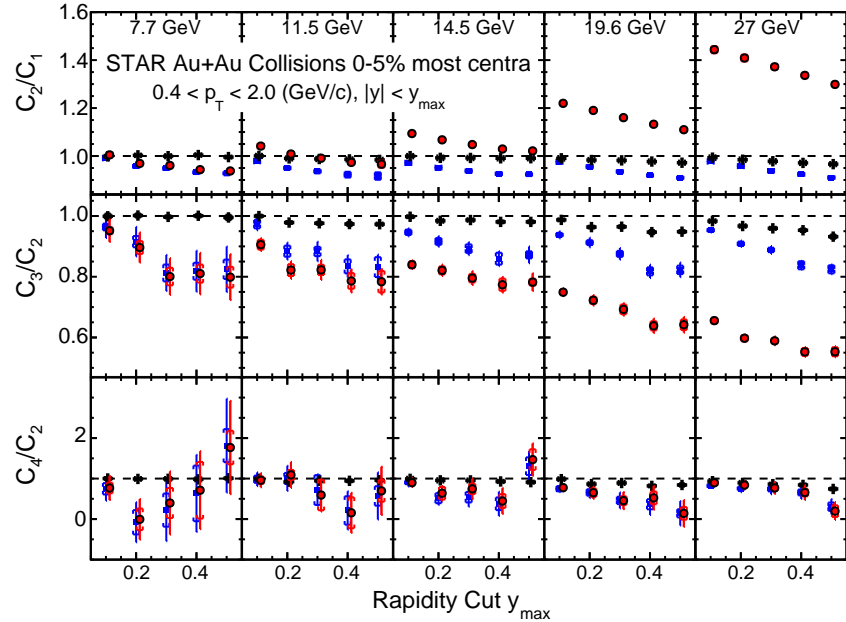 7.7 GeV 11.5 GeV 14.5 GeV 19.6 GeV 27 GeV
STAR Au+Au Collisions 0-5% most centra
0.4 < p_T < 2.0 (GeV/c), |y| < y_max
C_2/C_1
1.6
1.4
1.2
1.0
C_3/C_2
1.0
0.8
0.6
C_4/C_2
2
0
0.2 0.4 0.2 0.4 0.2 0.4 0.2 0.4 0.2 0.4
Rapidity Cut y_max